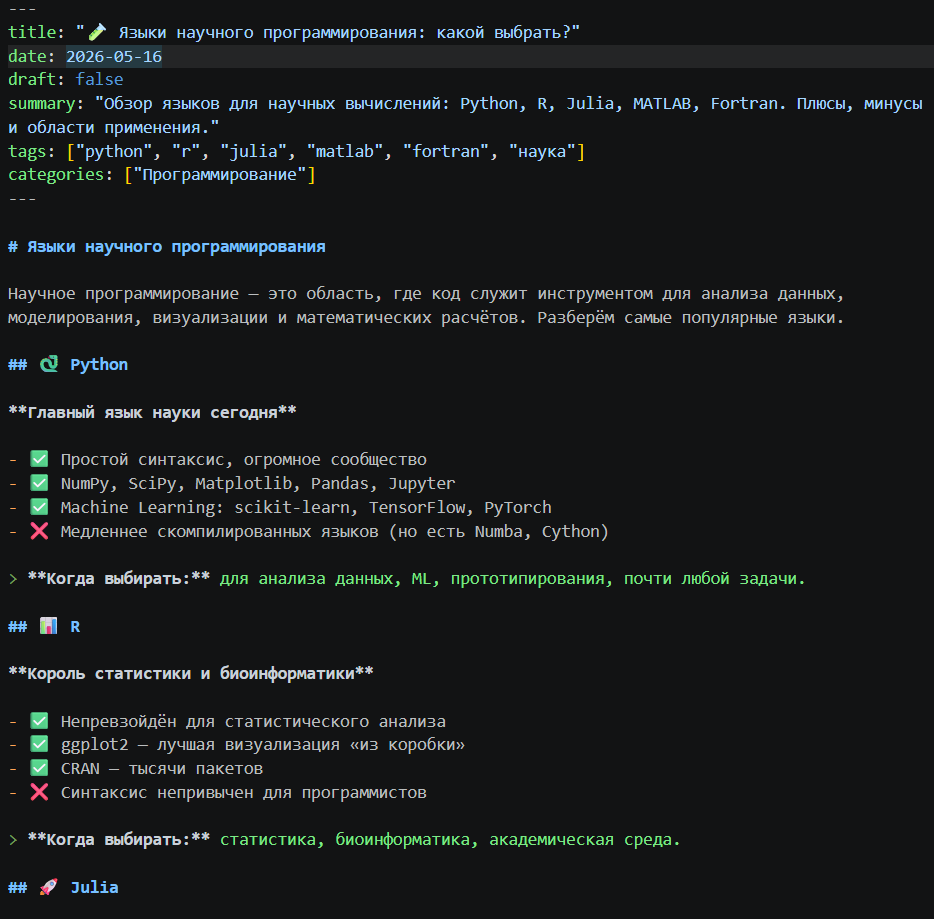 ---
title: "🧪 Языки научного программирования: какой выбрать?"
date: 2026-05-16
draft: false
summary: "Обзор языков для научных вычислений: Python, R, Julia, MATLAB, Fortran. Плюсы, минусы
и области применения."
tags: ["python", "r", "julia", "matlab", "fortran", "наука"]
categories: ["Программирование"]
---
# Языки научного программирования
Научное программирование — это область, где код служит инструментом для анализа данных,
моделирования, визуализации и математических расчётов. Разберём самые популярные языки.
## 🐍 Python
**Главный язык науки сегодня**
- ✅ Простой синтаксис, огромное сообщество
- ✅ NumPy, SciPy, Matplotlib, Pandas, Jupyter
- ✅ Machine Learning: scikit-learn, TensorFlow, PyTorch
- ❌ Медленнее скомпилированных языков (но есть Numba, Cython)
> **Когда выбирать:** для анализа данных, ML, прототипирования, почти любой задачи.
## 📊 R
**Король статистики и биоинформатики**
- ✅ Непревзойдён для статистического анализа
- ✅ ggplot2 — лучшая визуализация «из коробки»
- ✅ CRAN — тысячи пакетов
- ❌ Синтаксис непривычен для программистов
> **Когда выбирать:** статистика, биоинформатика, академическая среда.
## 🚀 Julia